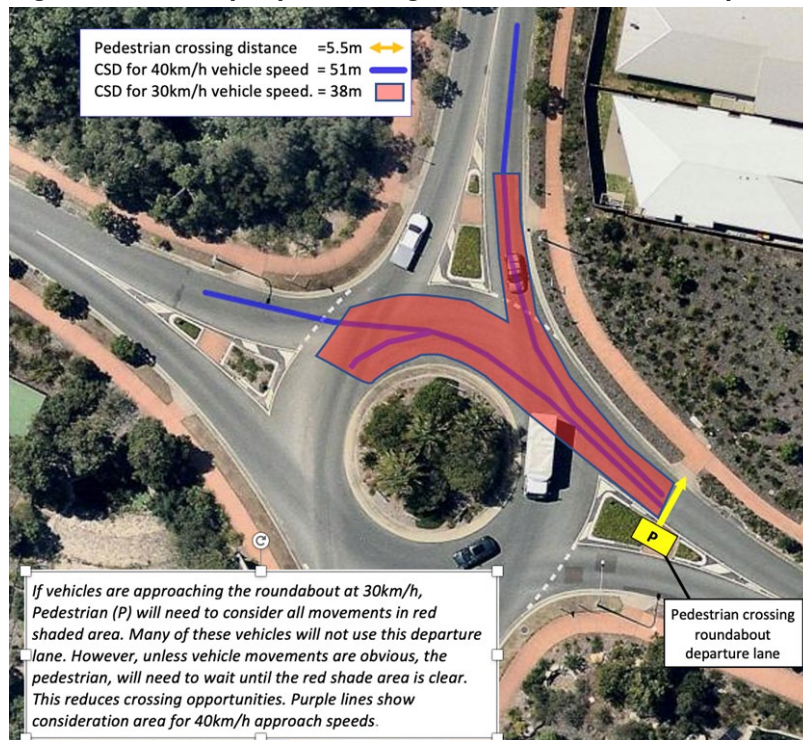 Pedestrian crossing distance =5.5m
CSD for 40km/h vehicle speed = 51m
CSD for 30km/h vehicle speed. = 38m
P
Pedestrian crossing
roundabout
departure lane
If vehicles are approaching the roundabout at 30km/h,
Pedestrian (P) will need to consider all movements in red
shaded area. Many of these vehicles will not use this departure
lane. However, unless vehicle movements are obvious, the
pedestrian, will need to wait until the red shade area is clear.
This reduces crossing opportunities. Purple lines show
consideration area for 40km/h approach speeds.